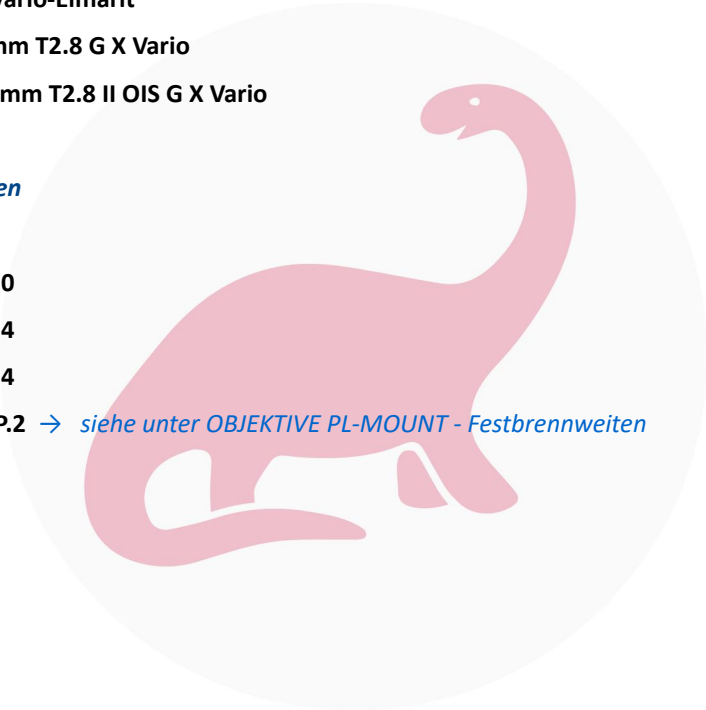 Vario-Elmarit
mm T2.8 G X Vario
mm T2.8 II OIS G X Vario
en
0
4
4
P.2 → siehe unter OBJEKTIVE PL-MOUNT - Festbrennweiten